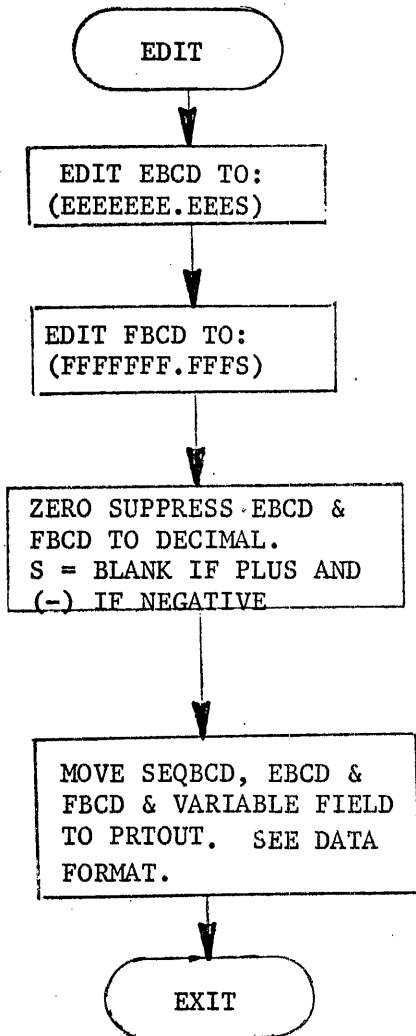 EDIT
EDIT EBCD TO:
(EEEEEEE.EEES)
EDIT FBCD TO:
(FFFFFFF.FFFS)
ZERO SUPPRESS EBCD &
FBCD TO DECIMAL.
S = BLANK IF PLUS AND
(-) IF NEGATIVE
MOVE SEQBCD, EBCD &
FBCD & VARIABLE FIELD
TO PRTOUT. SEE DATA
FORMAT.
EXIT